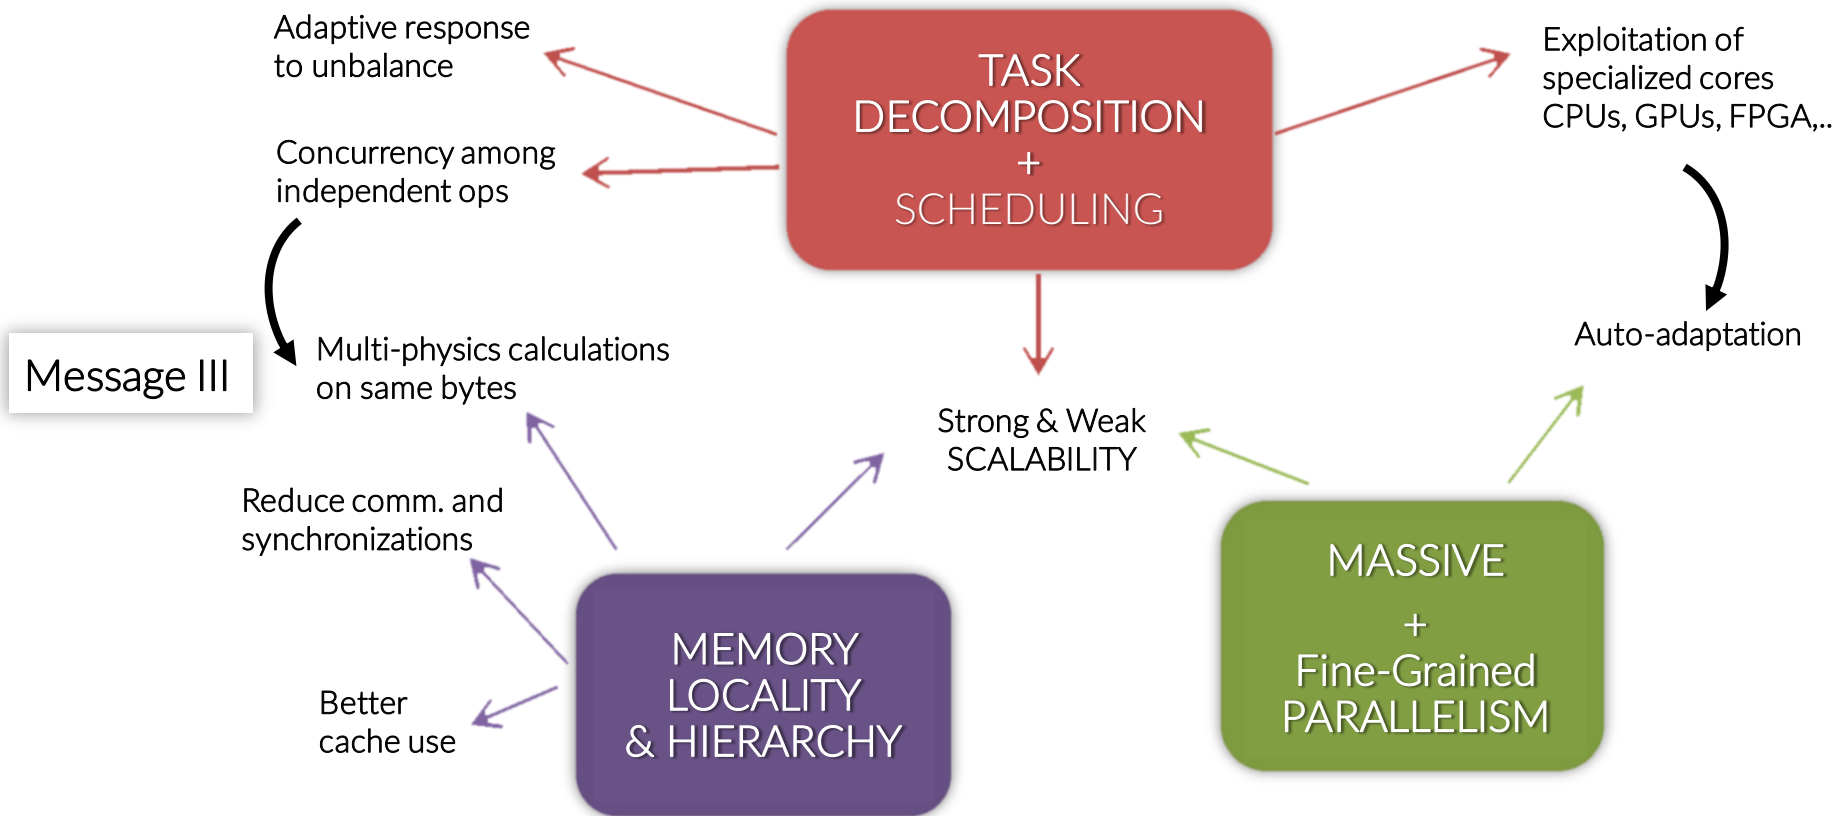 Adaptive response
to unbalance
Concurrency among
independent ops
TASK
DECOMPOSITION
+
SCHEDULING
Exploitation of
specialized cores
CPUs, GPUs, FPGA,..
Message III
Multi-physics calculations
on same bytes
Auto-adaptation
Strong & Weak
SCALABILITY
Reduce comm. and
synchronizations
Better
cache use
MEMORY
LOCALITY
& HIERARCHY
MASSIVE
+
Fine-Grained
PARALLELISM